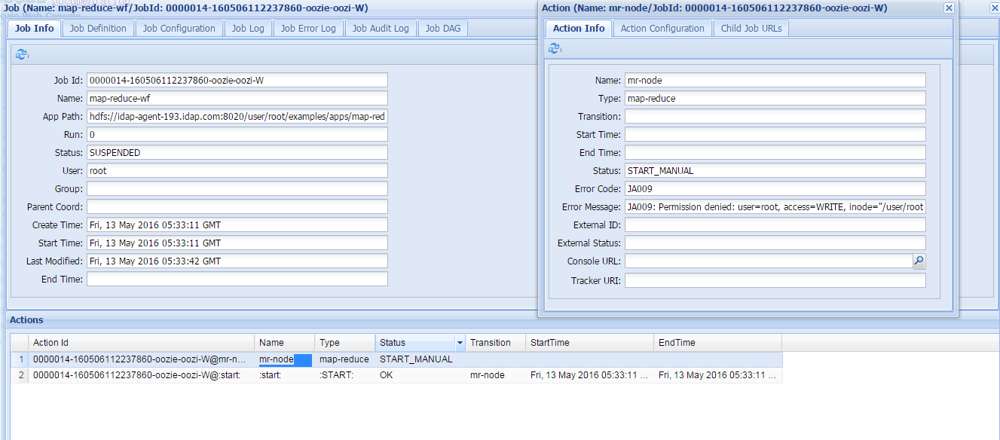 Documentation
Job (Name: map-reduce-wf/JobId: 0000014-160506112237860-oozie-oozi-W)
Job Info Job Definition Job Configuration Job Log Job Error Log Job Audit Log Job DAG
Job Id: 0000014-160506112237860-oozie-oozi-W
Name: map-reduce-wf
App Path: hdfs://idap-agent-193.idap.com:8020/user/root/examples/apps/map-red
Run: 0
Status: SUSPENDED
User: root
Group:
Parent Coord:
Create Time: Fri, 13 May 2016 05:33:11 GMT
Start Time: Fri, 13 May 2016 05:33:11 GMT
Last Modified: Fri, 13 May 2016 05:33:42 GMT
End Time:
Action (Name: mr-node/JobId: 0000014-160506112237860-oozie-oozi-W)
Action Info Action Configuration Child Job URLs
Name: mr-node
Type: map-reduce
Transition:
Start Time:
End Time:
Status: START_MANUAL
Error Code: JA009
Error Message: JA009: Permission denied: user=root, access=WRITE, inode="/user/root
External ID:
External Status:
Console URL:
Tracker URI:
Actions
Action Id Name Type Status Transition StartTime EndTime
1 0000014-160506112237860-oozie-oozi-W@mr-n... mr-node map-reduce START_MANUAL
2 0000014-160506112237860-oozie-oozi-W@:start: :start: :START: OK mr-node Fri, 13 May 2016 05:33:11 ... Fri, 13 May 2016 05:33:11 ...